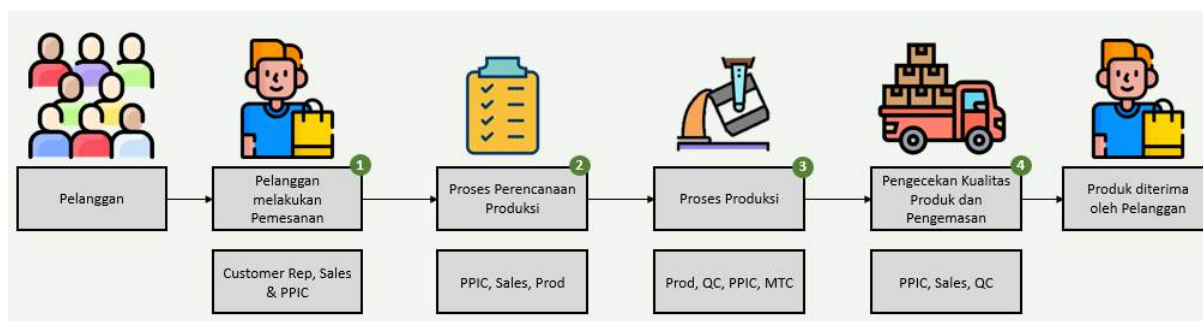 Pelanggan
1
Pelanggan
melakukan
Pemesanan
2
Proses Perencanaan
Produksi
3
Proses Produksi
4
Pengecekan Kualitas
Produk dan
Pengemasan
Produk diterima
oleh Pelanggan
Customer Rep, Sales
& PPIC
PPIC, Sales, Prod
Prod, QC, PPIC, MTC
PPIC, Sales, QC